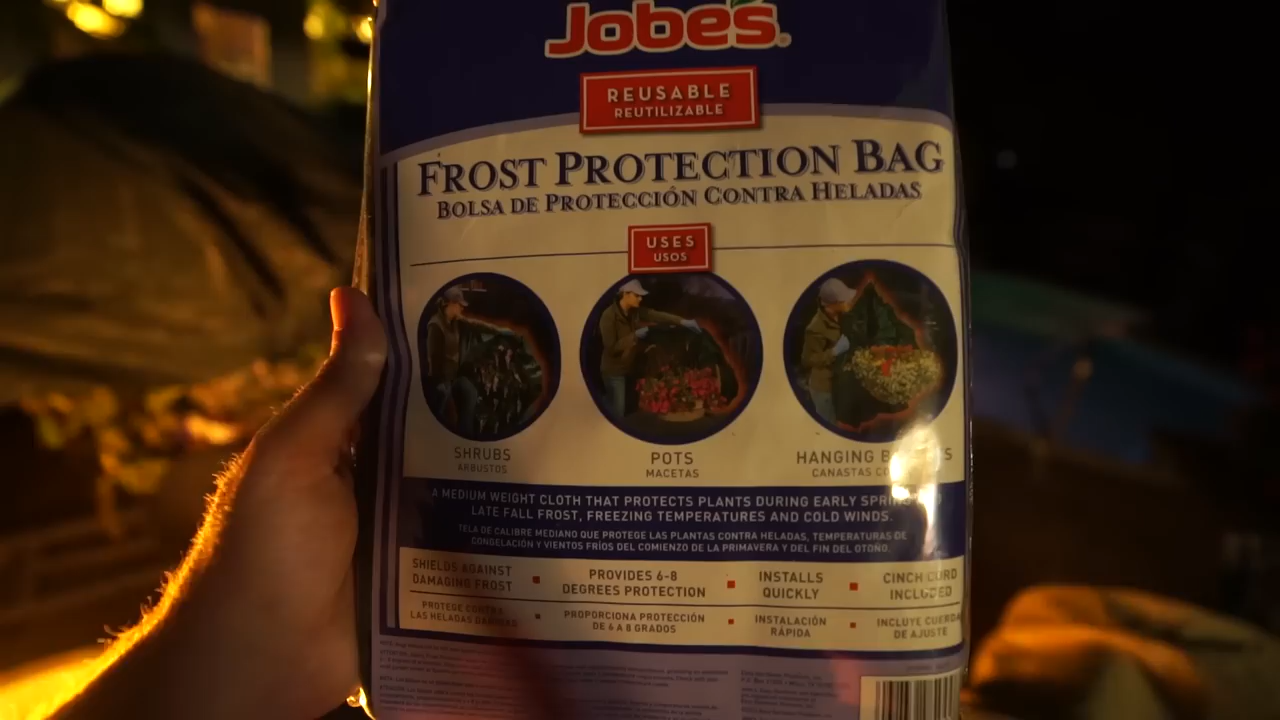 Jobe's®
REUSABLE
REUTILIZABLE
FROST PROTECTION BAG
BOLSA DE PROTECCIÓN CONTRA HELADAS
USES
USOS
SHRUBS
ARBUSTOS
POTS
MACETAS
HANGING
CANASTAS
A MEDIUM WEIGHT CLOTH THAT PROTECTS PLANTS DURING EARLY
LATE FALL FROST, FREEZING TEMPERATURES AND COLD WINDS.
TELA DE CALIBRE MEDIANO QUE PROTEGE LAS PLANTAS CONTRA HELADAS, TEMPERATURAS DE
CONGELACIÓN Y VIENTOS FRÍOS DEL COMIENZO DE LA PRIMAVERA Y DEL FIN DEL OTOÑO.
SHIELDS AGAINST
DAMAGING FROST
PROVIDES 6-8
DEGREES PROTECTION
INSTALLS
QUICKLY
CINCH CORD
INCLUDED
PROTEGE CONTRA
LAS HELADAS
PROPORCIONA PROTECCIÓN
DE 6 A 8 GRADOS
INSTALACIÓN
RÁPIDA
INCLUYE CUERDA
DE AJUSTE